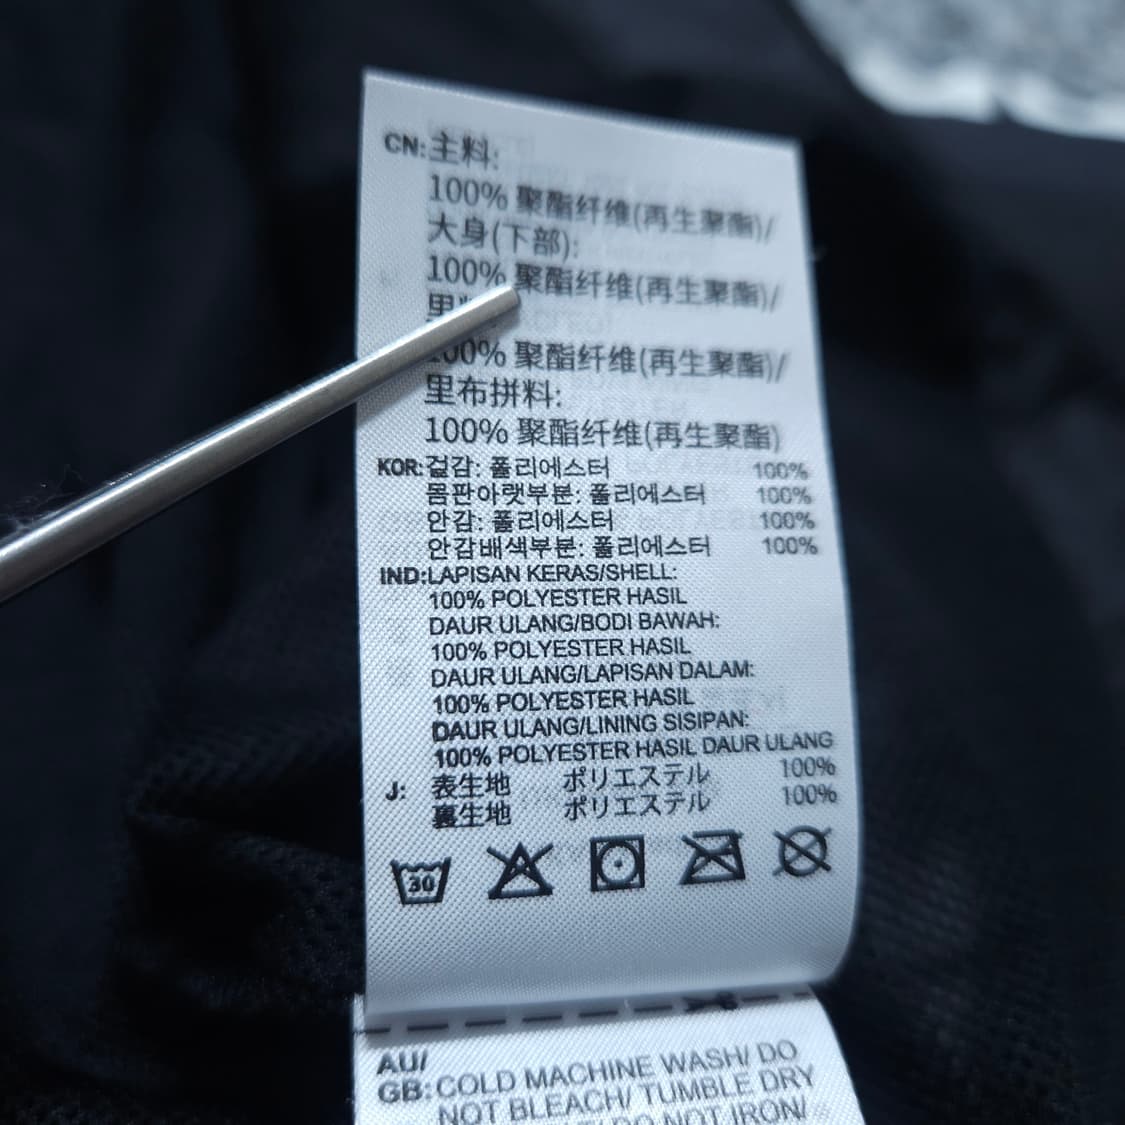 CN:主料:
100% 聚酯纤维(再生聚酯)/
大身(下部):
100% 聚酯纤维(再生聚酯)/
里
100% 聚酯纤维(再生聚酯)/
里布拼料:
100% 聚酯纤维(再生聚酯)
KOR:겉감: 폴리에스터 100%
몸판아랫부분: 폴리에스터 100%
안감: 폴리에스터 100%
안감배색부분: 폴리에스터 100%
IND:LAPISAN KERAS/SHELL:
100% POLYESTER HASIL
DAUR ULANG/BODI BAWAH:
100% POLYESTER HASIL
DAUR ULANG/LAPISAN DALAM:
100% POLYESTER HASIL
DAUR ULANG/LINING SISIPAN:
100% POLYESTER HASIL DAUR ULANG
J: 表生地 ポリエステル 100%
裏生地 ポリエステル 100%
30
AU/
GB:COLD MACHINE WASH/ DO
NOT BLEACH/ TUMBLE DRY
DO NOT IRON/